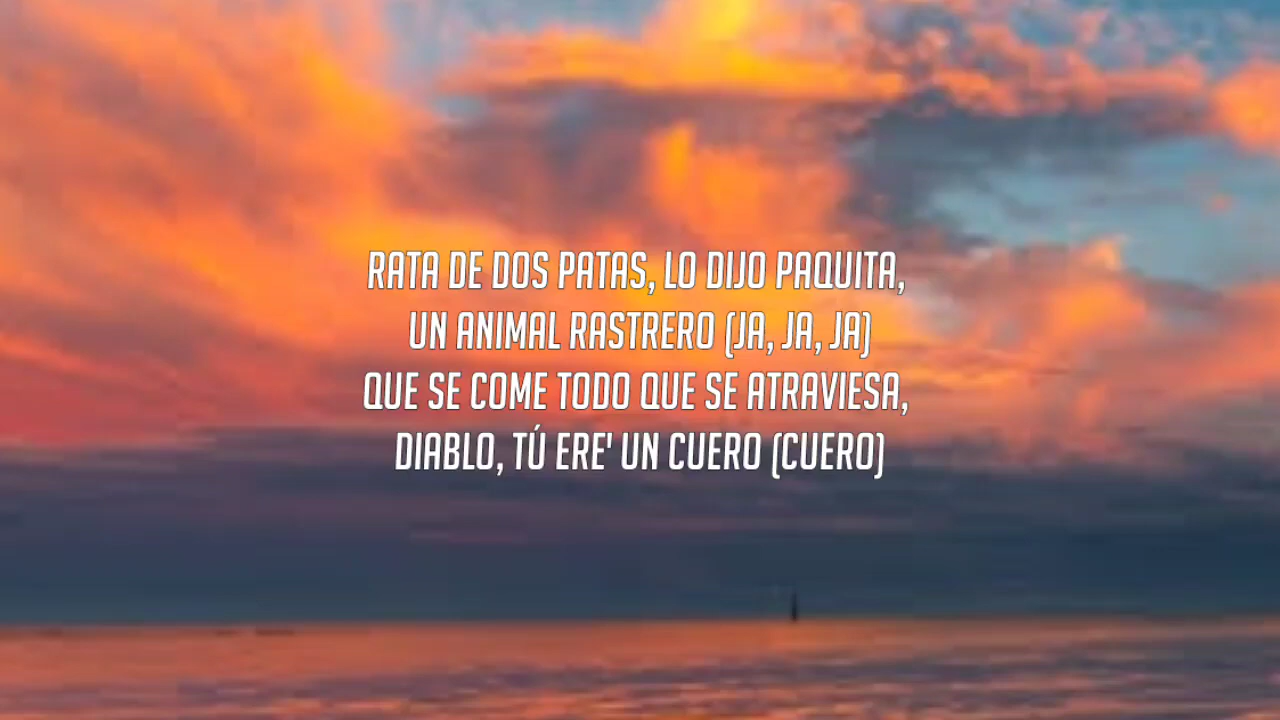 RATA DE DOS PATAS, LO DIJO PAQUITA,
UN ANIMAL RASTRERO (JA, JA, JA)
QUE SE COME TODO QUE SE ATRAVIESA,
DIABLO, TÚ ERE' UN CUERO (CUERO)